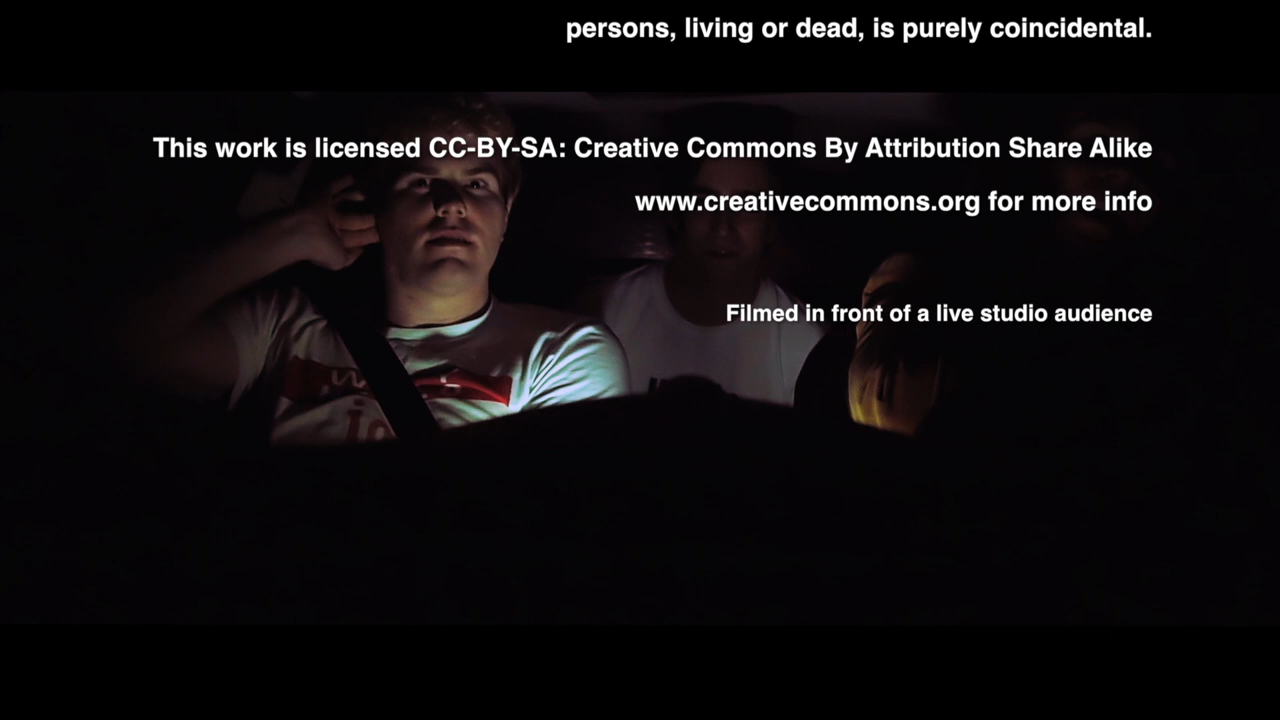 persons, living or dead, is purely coincidental.
This work is licensed CC-BY-SA: Creative Commons By Attribution Share Alike
www.creativecommons.org for more info
Filmed in front of a live studio audience